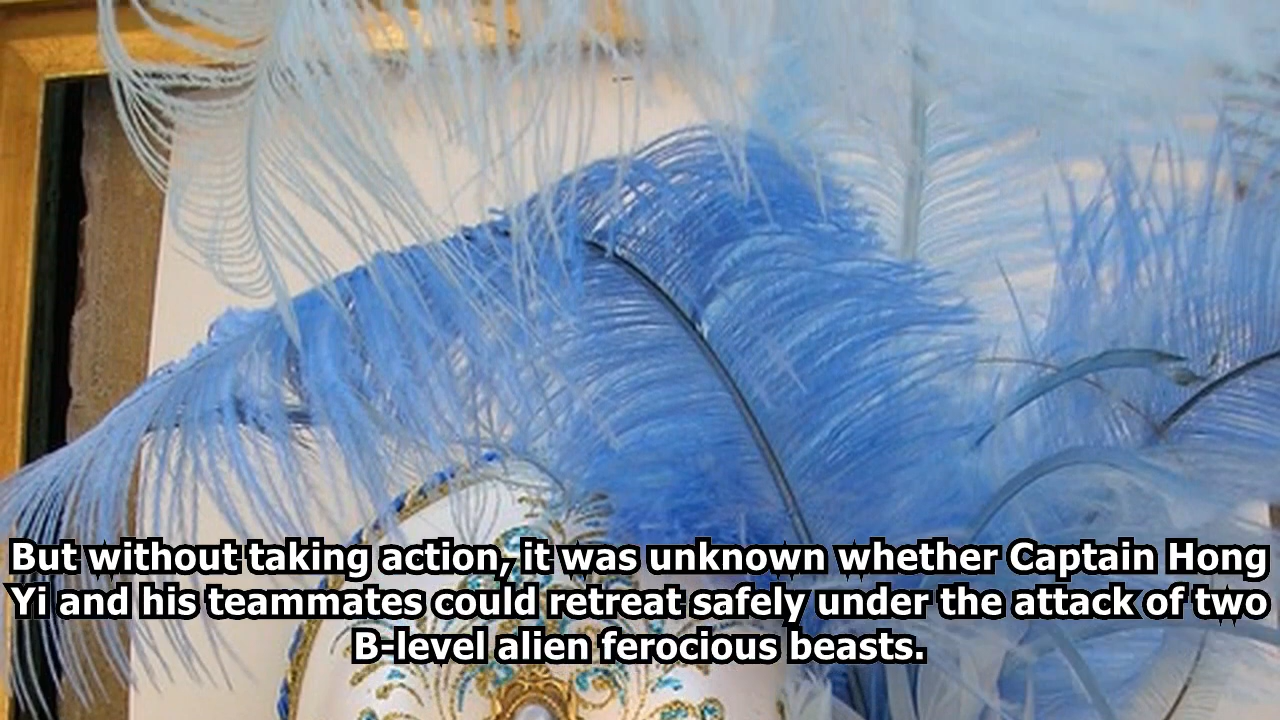 But without taking action, it was unknown whether Captain Hong
Yi and his teammates could retreat safely under the attack of two
B-level alien ferocious beasts.